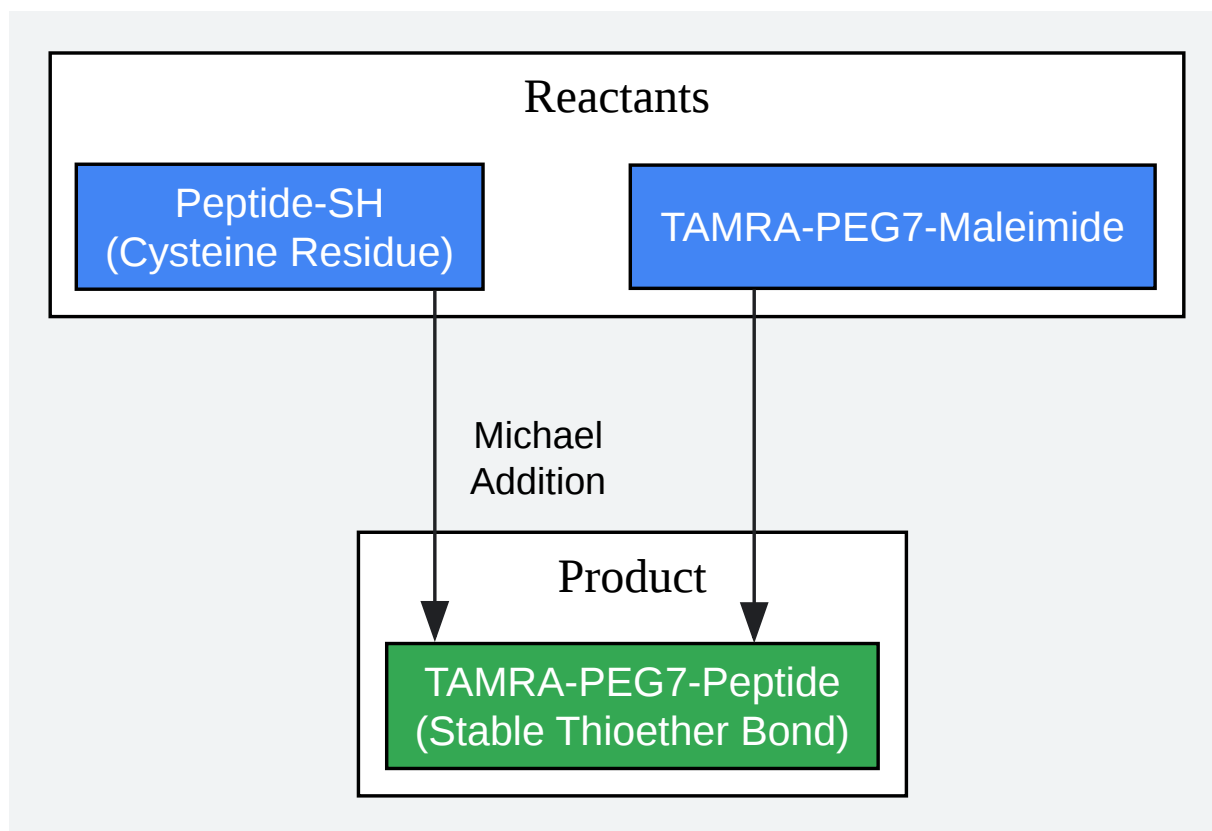 Reactants
Peptide-SH
(Cysteine Residue)
TAMRA-PEG7-Maleimide
Michael
Addition
Product
TAMRA-PEG7-Peptide
(Stable Thioether Bond)